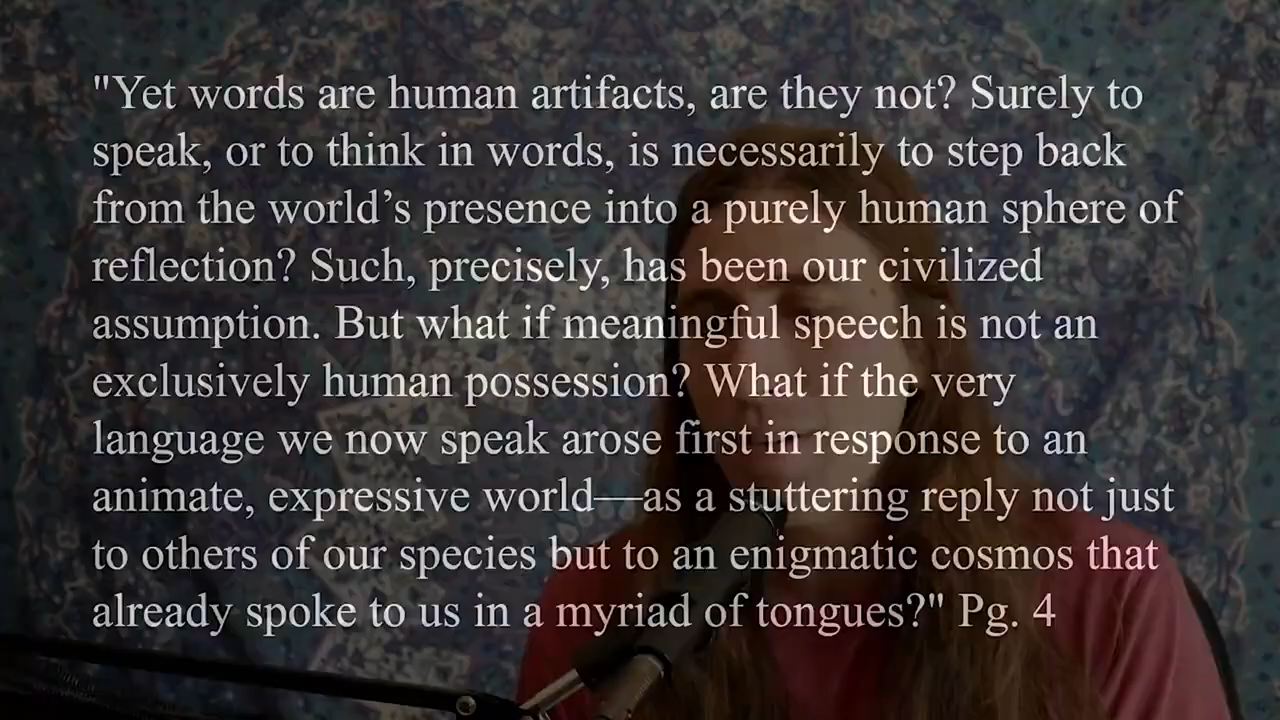 "Yet words are human artifacts, are they not? Surely to
speak, or to think in words, is necessarily to step back
from the world’s presence into a purely human sphere of
reflection? Such, precisely, has been our civilized
assumption. But what if meaningful speech is not an
exclusively human possession? What if the very
language we now speak arose first in response to an
animate, expressive world—as a stuttering reply not just
to others of our species but to an enigmatic cosmos that
already spoke to us in a myriad of tongues?" Pg. 4